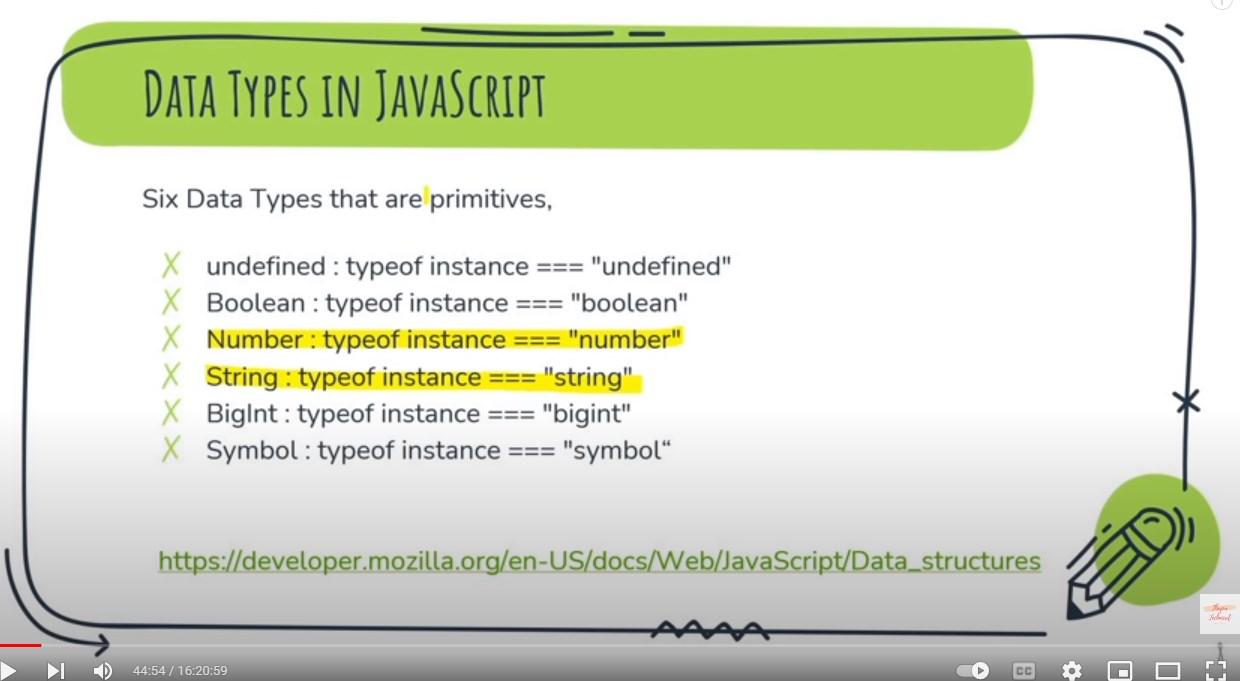 DATA TYPES IN JAVASCRIPT
Six Data Types that are primitives,
undefined : typeof instance === "undefined"
Boolean : typeof instance === "boolean"
Number : typeof instance === "number"
String : typeof instance === "string"
BigInt : typeof instance === "bigint"
Symbol : typeof instance === "symbol“
https://developer.mozilla.org/en-US/docs/Web/JavaScript/Data_structures
44:54 / 16:20:59
CC